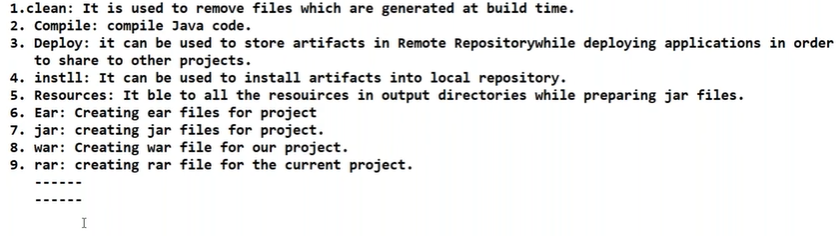 1.clean: It is used to remove files which are generated at build time.
2. Compile: compile Java code.
3. Deploy: it can be used to store artifacts in Remote Repositorywhile deploying applications in order
to share to other projects.
4. instll: It can be used to install artifacts into local repository.
5. Resources: It ble to all the resouirces in output directories while preparing jar files.
6. Ear: Creating ear files for project
7. jar: creating jar files for project.
8. war: Creating war file for our project.
9. rar: creating rar file for the current project.
------
------